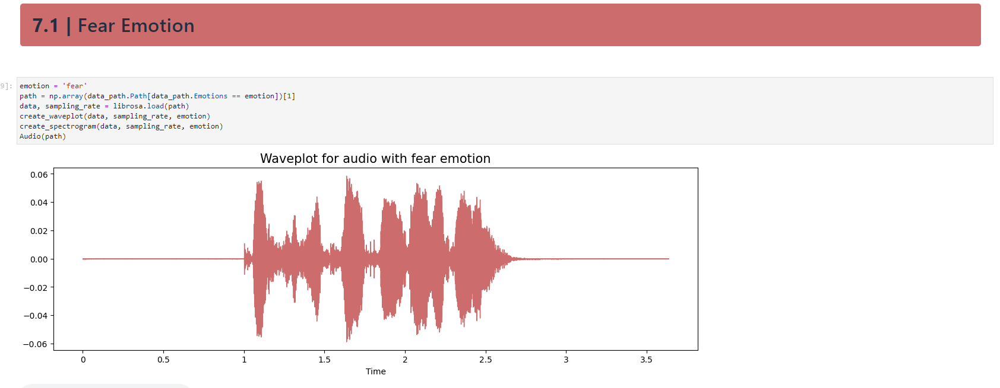 7.1 | Fear Emotion
9]:
emotion = 'fear'
path = np.array(data_path.Path[data_path.Emotions == emotion])[1]
data, sampling_rate = librosa.load(path)
create_waveplot(data, sampling_rate, emotion)
create_spectrogram(data, sampling_rate, emotion)
Audio(path)
Waveplot for audio with fear emotion
0.06
0.04
0.02
0.00
−0.02
−0.04
−0.06
0 0.5 1 1.5 2 2.5 3 3.5
Time